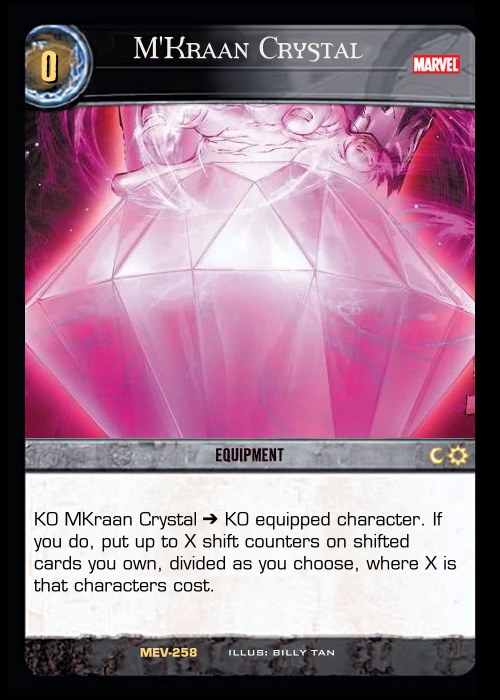 0
M'Kraan Crystal
MARVEL
EQUIPMENT
KO MKraan Crystal ➔ KO equipped character. If
you do, put up to X shift counters on shifted
cards you own, divided as you choose, where X is
that characters cost.
MEV-258 ILLUS: BILLY TAN